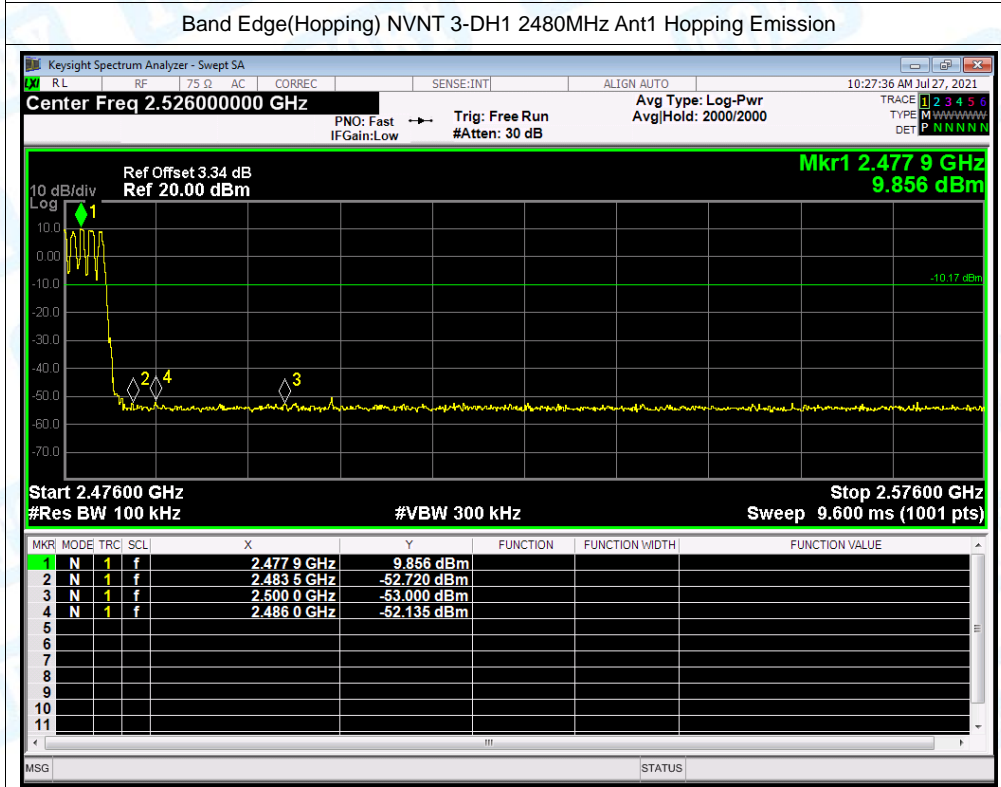 Band Edge(Hopping) NVNT 3-DH1 2480MHz Ant1 Hopping Emission
Keysight Spectrum Analyzer - Swept SA
LXI RL RF 75 Ω AC CORREC SENSE:INT ALIGN AUTO 10:27:36 AM Jul 27, 2021
Center Freq 2.526000000 GHz
PNO: Fast
IFGain:Low
Trig: Free Run
#Atten: 30 dB
Avg Type: Log-Pwr
Avg|Hold: 2000/2000
TRACE 1 2 3 4 5 6
TYPE M WWWWW
DET P N N N N N
Mkr1 2.477 9 GHz
9.856 dBm
Ref Offset 3.34 dB
10 dB/div Ref 20.00 dBm
Log
1
10.0
0.00
-10.0
-10.17 dBm
-20.0
-30.0
-40.0
2 4 3
-50.0
-60.0
-70.0
Start 2.47600 GHz Stop 2.57600 GHz
#Res BW 100 kHz #VBW 300 kHz Sweep 9.600 ms (1001 pts)
MKR MODE TRC SCL X Y FUNCTION FUNCTION WIDTH FUNCTION VALUE
1 N 1 f 2.477 9 GHz 9.856 dBm
2 N 1 f 2.483 5 GHz -52.720 dBm
3 N 1 f 2.500 0 GHz -53.000 dBm
4 N 1 f 2.486 0 GHz -52.135 dBm
5
6
7
8
9
10
11
MSG STATUS